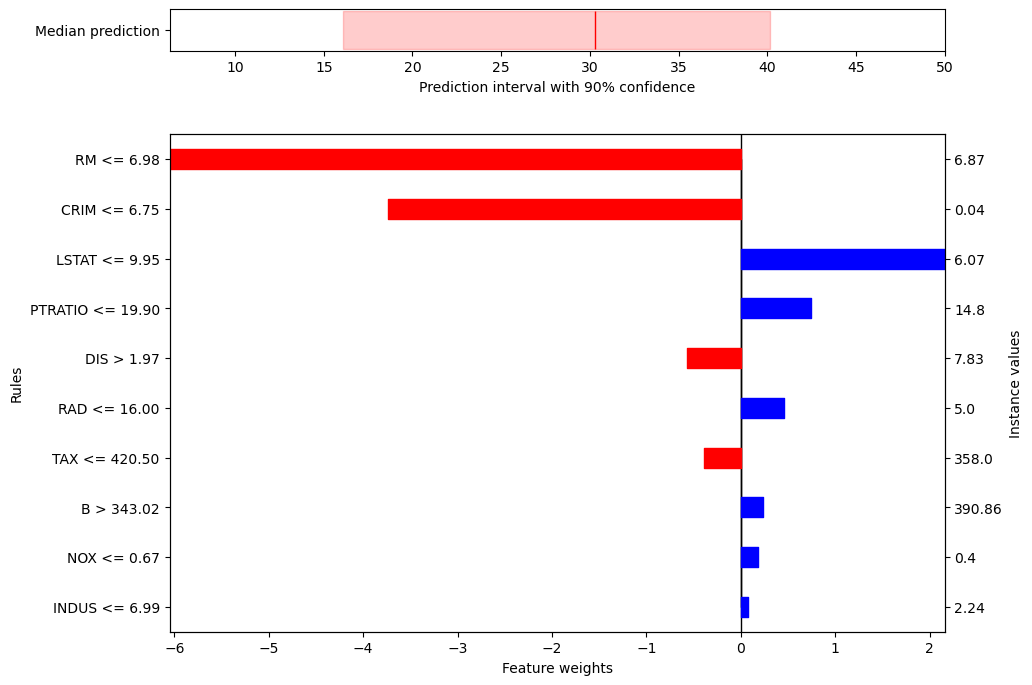 Median prediction
10 15 20 25 30 35 40 45 50
Prediction interval with 90% confidence
Rules
RM <= 6.98 6.87
CRIM <= 6.75 0.04
LSTAT <= 9.95 6.07
PTRATIO <= 19.90 14.8
DIS > 1.97 7.83
RAD <= 16.00 5.0
TAX <= 420.50 358.0
B > 343.02 390.86
NOX <= 0.67 0.4
INDUS <= 6.99 2.24
Instance values
−6 −5 −4 −3 −2 −1 0 1 2
Feature weights